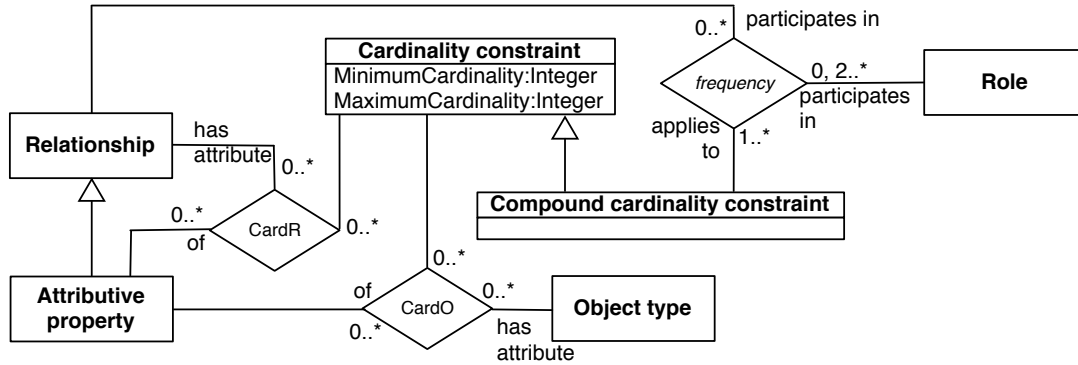 participates in
0..*
Cardinality constraint
MinimumCardinality:Integer
MaximumCardinality:Integer
frequency
0, 2..*
participates
in
Role
Relationship
has
attribute
0..*
applies
to
1..*
Compound cardinality constraint
0..*
of
CardR
0..*
0..*
Attributive
property
of
0..*
CardO
0..*
has
attribute
Object type